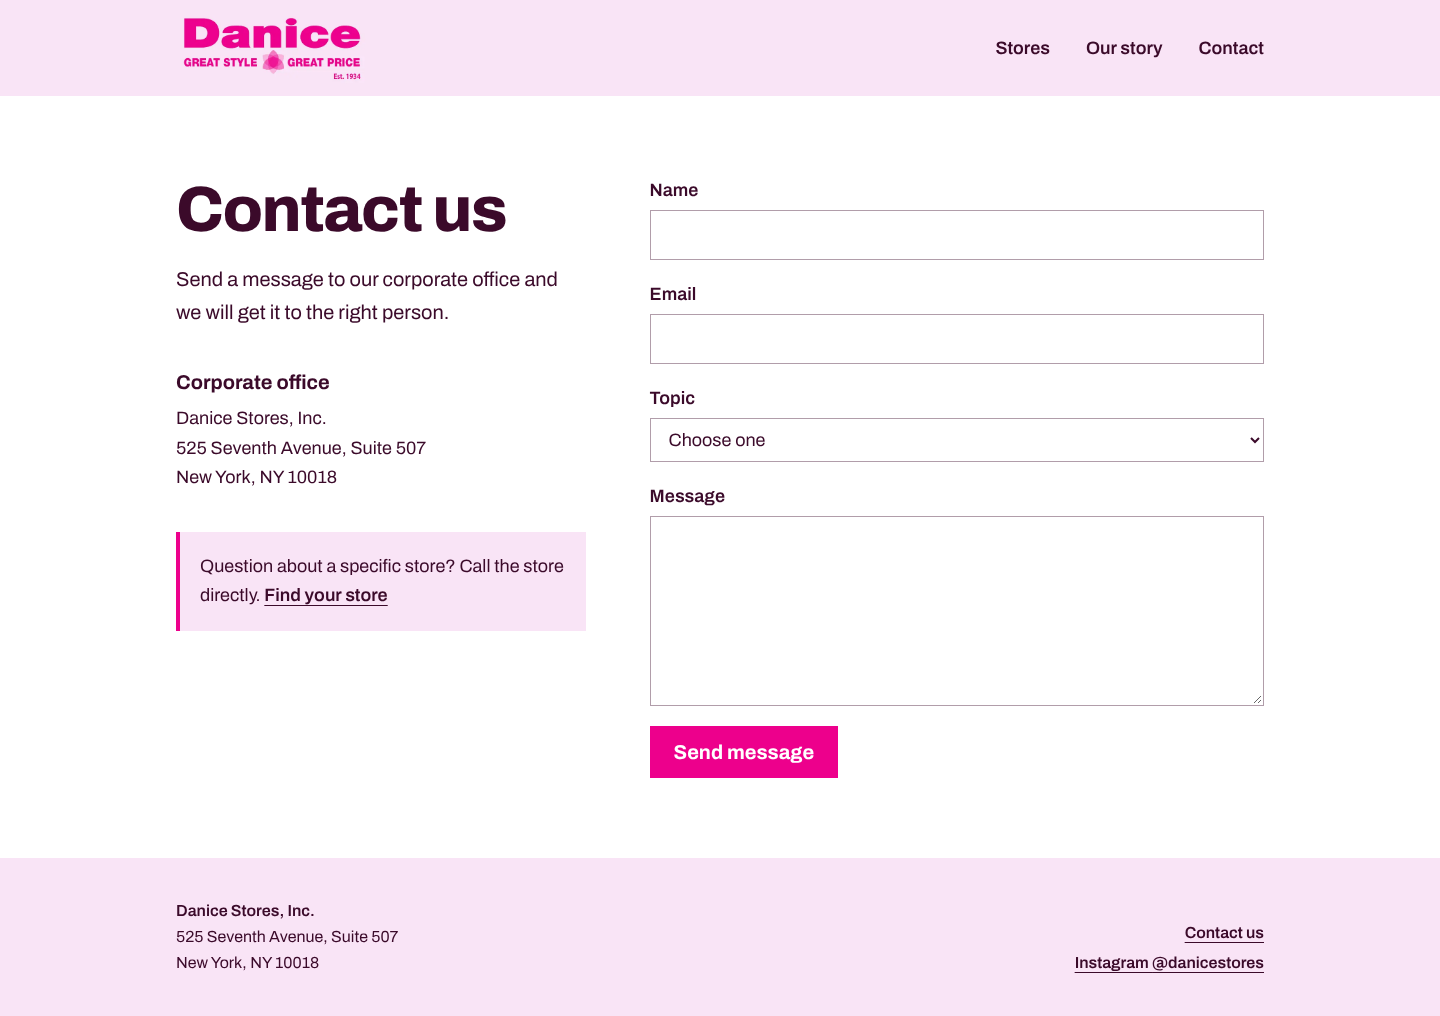 Danice
GREAT STYLE GREAT PRICE
Est. 1934
Stores Our story Contact
Contact us
Send a message to our corporate office and
we will get it to the right person.
Corporate office
Danice Stores, Inc.
525 Seventh Avenue, Suite 507
New York, NY 10018
Question about a specific store? Call the store
directly. Find your store
Name
Email
Topic
Choose one
Message
Send message
Danice Stores, Inc.
525 Seventh Avenue, Suite 507
New York, NY 10018
Contact us
Instagram @danicestores